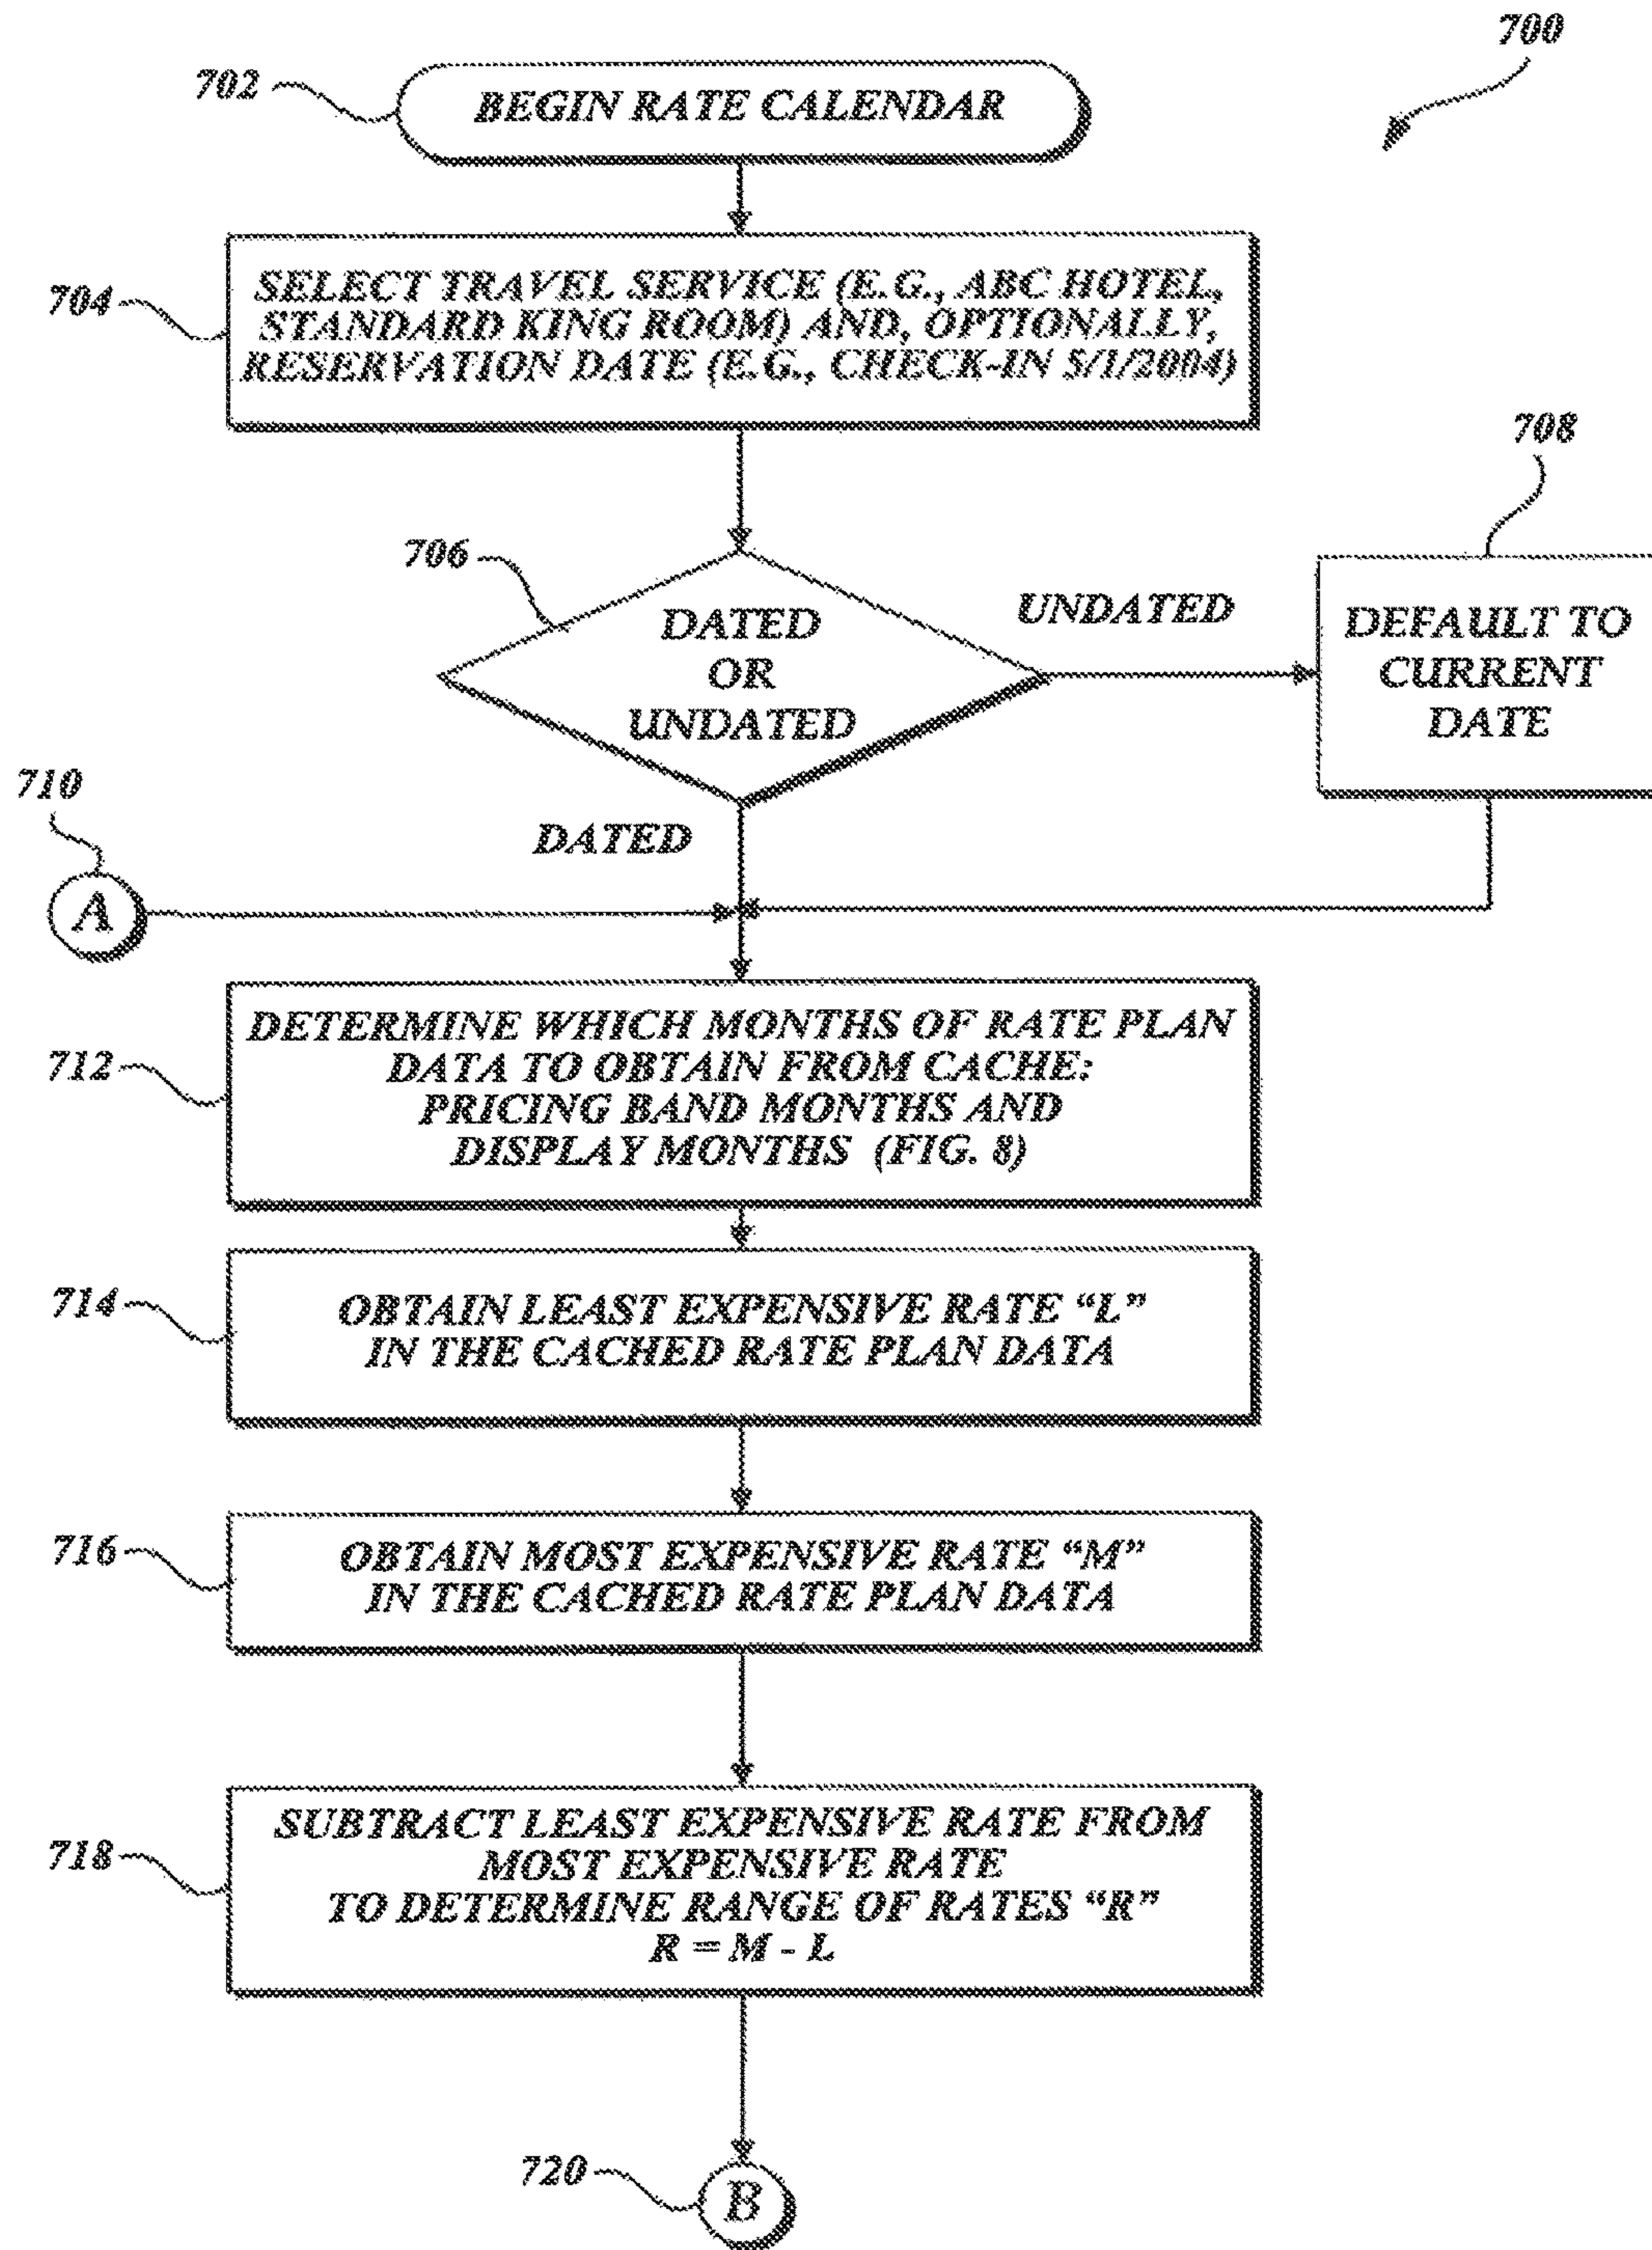 700
702
BEGIN RATE CALENDAR
704
SELECT TRAVEL SERVICE (E.G., ABC HOTEL,
STANDARD KING ROOM) AND, OPTIONALLY,
RESERVATION DATE (E.G., CHECK-IN 5/1/2004)
708
706
DATED
OR
UNDATED
UNDATED
DEFAULT TO
CURRENT
DATE
DATED
710
A
712
DETERMINE WHICH MONTHS OF RATE PLAN
DATA TO OBTAIN FROM CACHE:
PRICING BAND MONTHS AND
DISPLAY MONTHS (FIG. 8)
714
OBTAIN LEAST EXPENSIVE RATE “L”
IN THE CACHED RATE PLAN DATA
716
OBTAIN MOST EXPENSIVE RATE “M”
IN THE CACHED RATE PLAN DATA
718
SUBTRACT LEAST EXPENSIVE RATE FROM
MOST EXPENSIVE RATE
TO DETERMINE RANGE OF RATES “R”
R = M - L
720
B